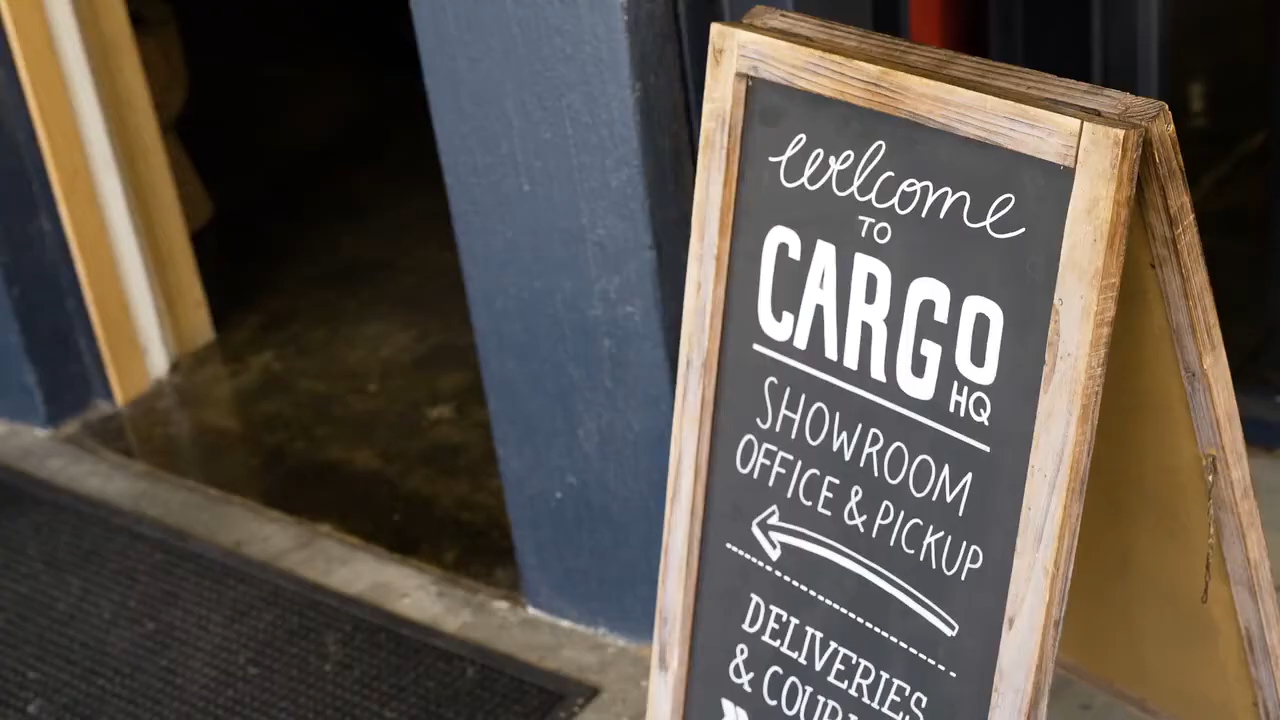 welcome
TO
CARGO
HQ
SHOWROOM
OFFICE & PICKUP
DELIVERIES
&